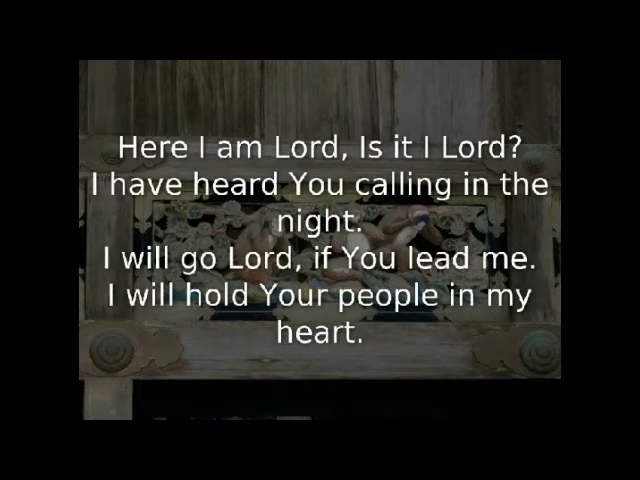 Here I am Lord, Is it I Lord?
I have heard You calling in the
night.
I will go Lord, if You lead me.
I will hold Your people in my
heart.